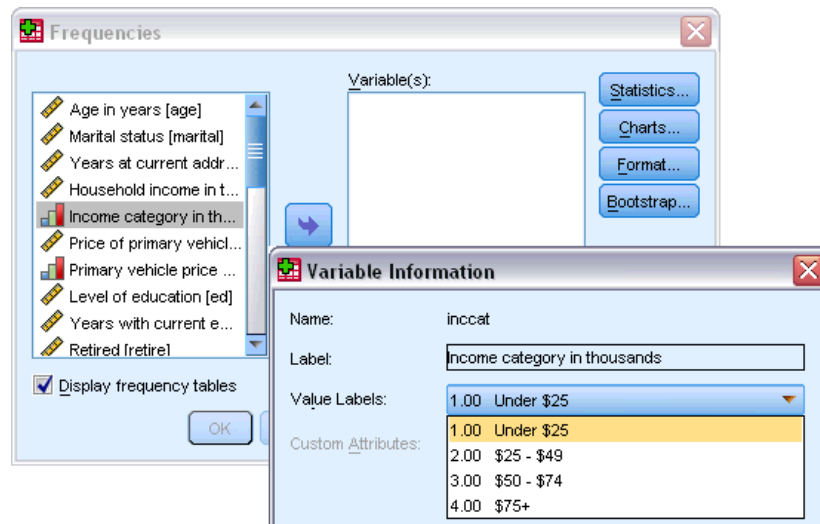 Frequencies
Variable(s):
Age in years [age]
Marital status [marital]
Years at current addr...
Household income in t...
Income category in th...
Price of primary vehicl...
Primary vehicle price ...
Level of education [ed]
Years with current e...
Retired [retire]
Statistics...
Charts...
Format...
Bootstrap...
Display frequency tables
OK
Variable Information
Name: inccat
Label: Income category in thousands
Value Labels: 1.00 Under $25
1.00 Under $25
2.00 $25 - $49
3.00 $50 - $74
4.00 $75+
Custom Attributes: